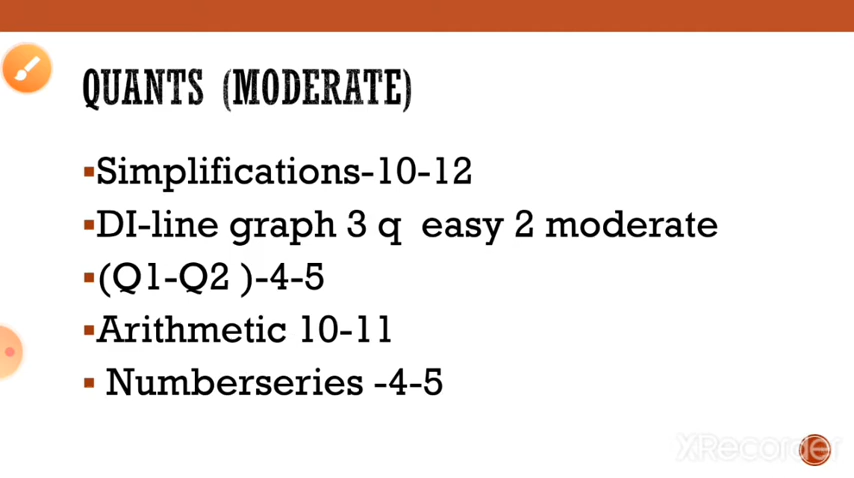 QUANTS (MODERATE)
▪Simplifications-10-12
▪DI-line graph 3 q easy 2 moderate
▪(Q1-Q2 )-4-5
▪Arithmetic 10-11
▪ Numberseries -4-5
XRecorder